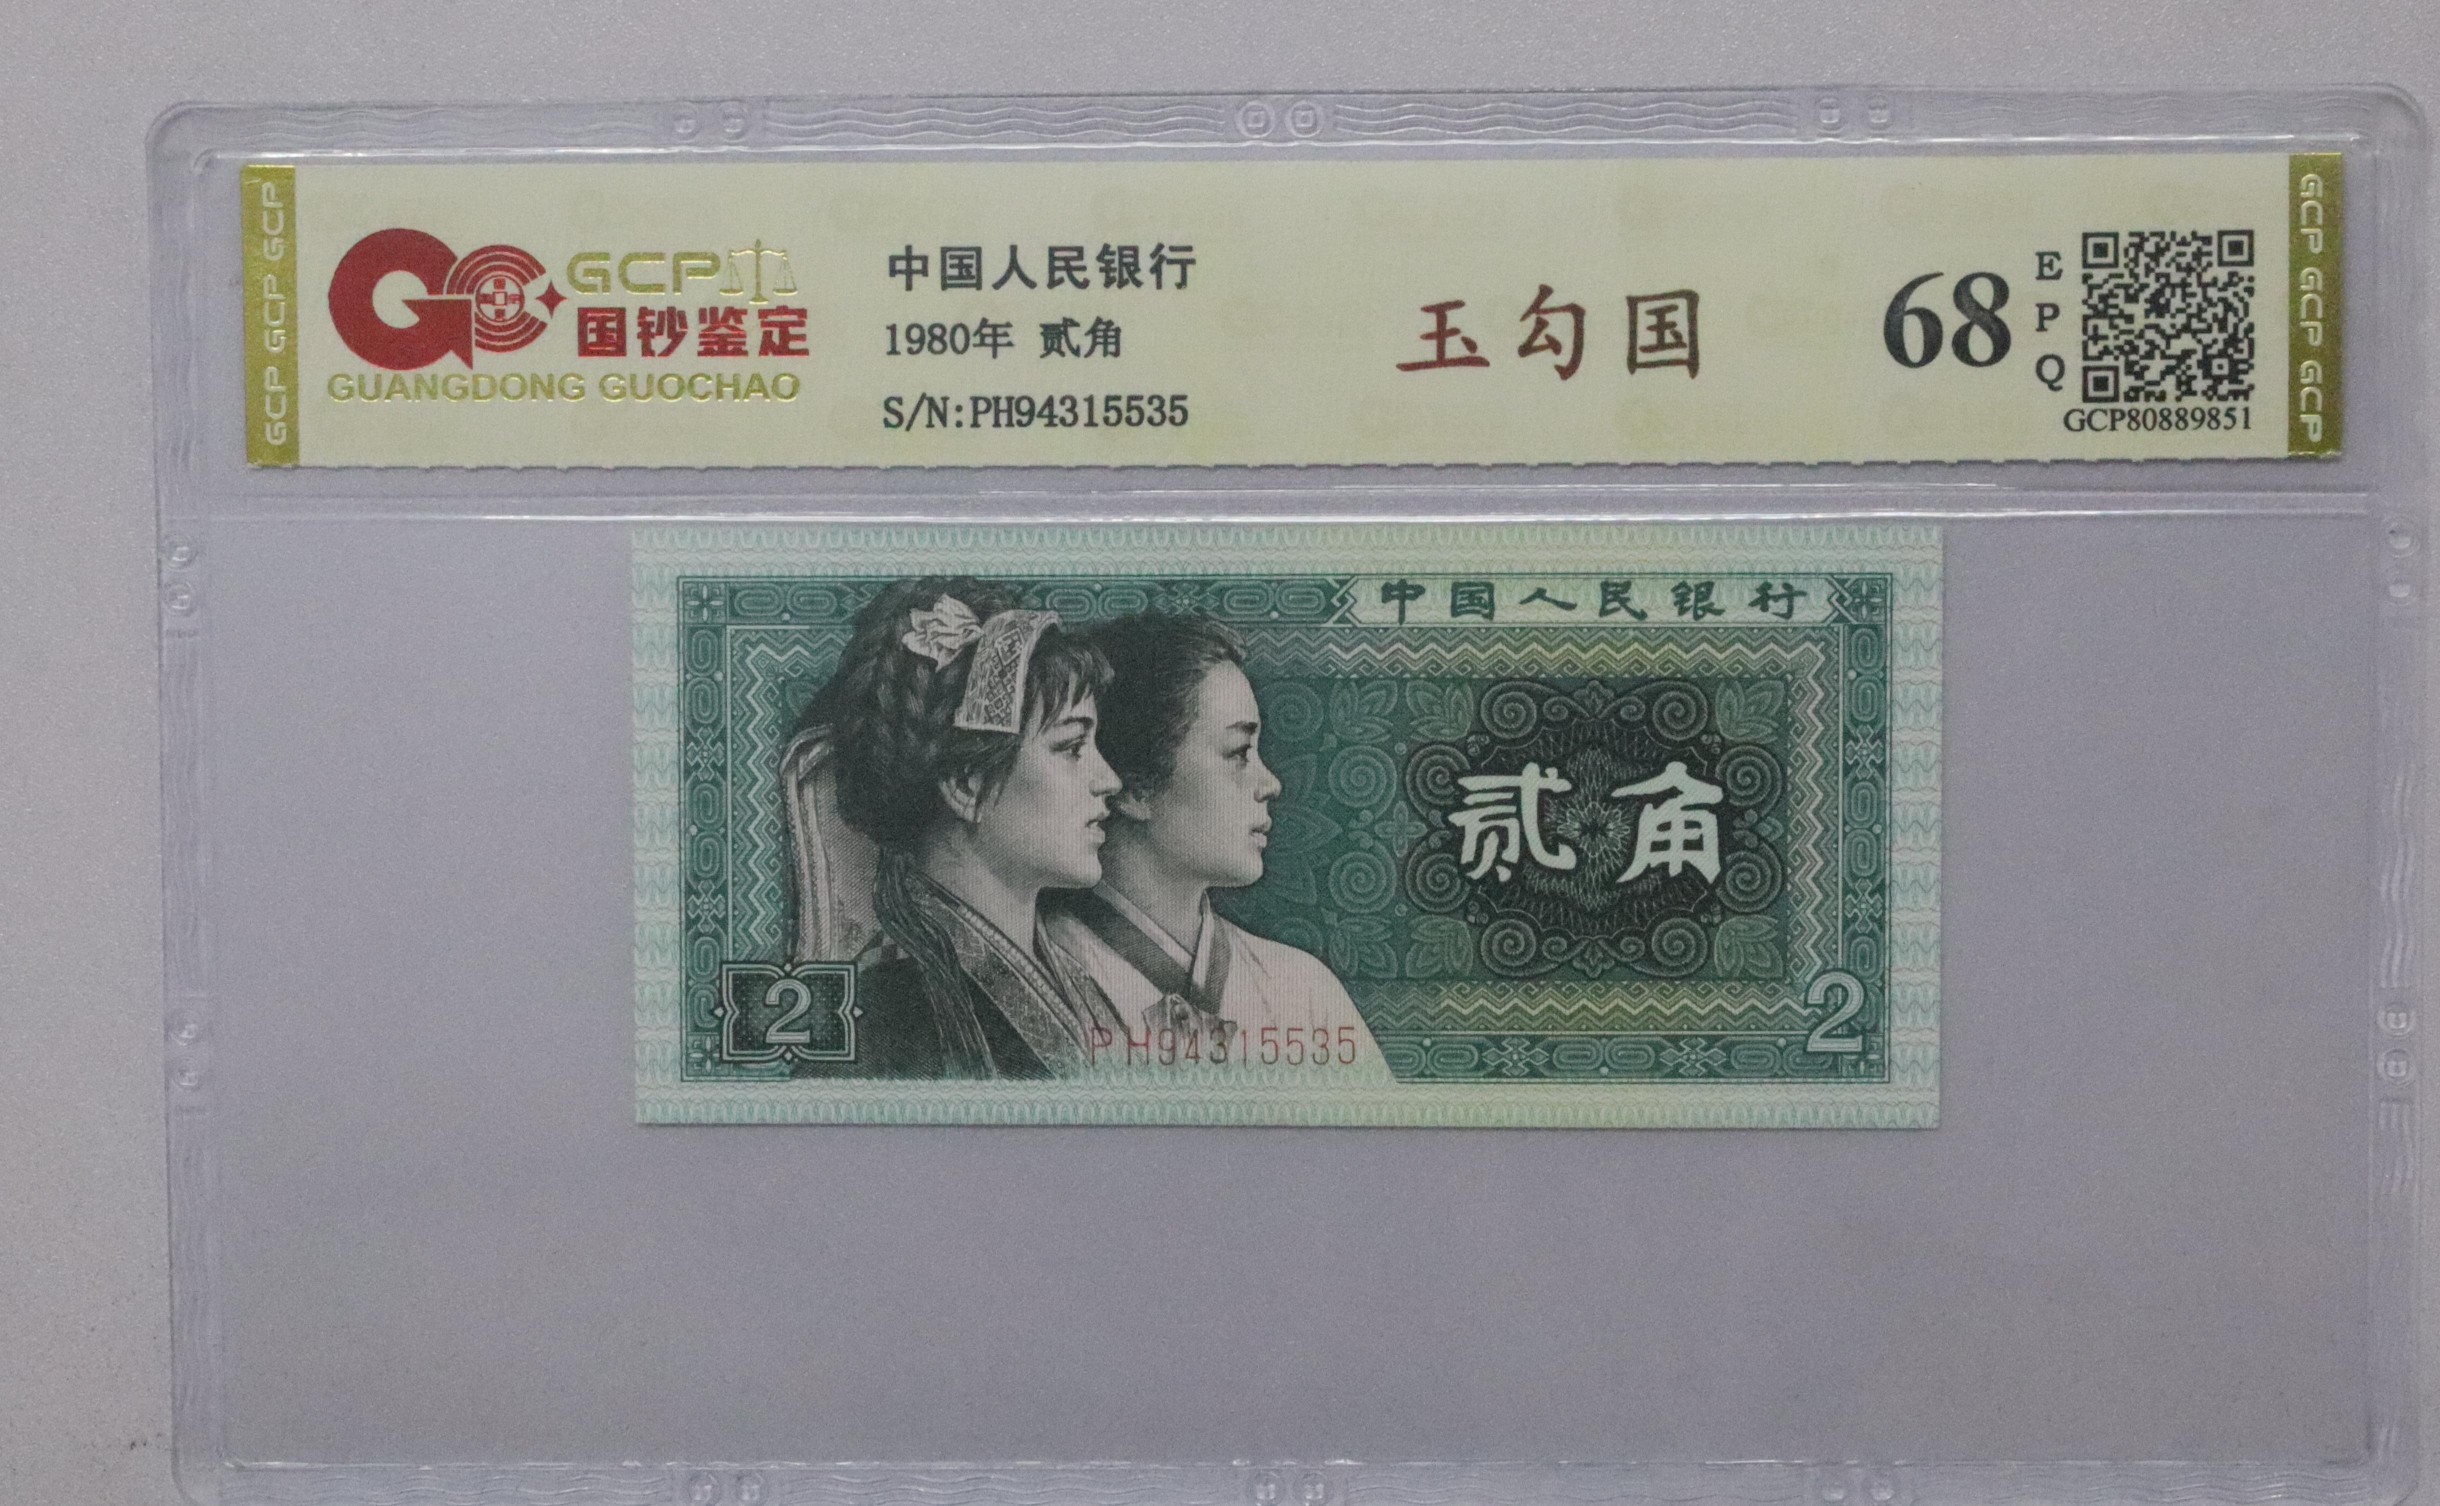 GCP GCP GCP
GCP
国钞鉴定
GUANGDONG GUOCHAO
中国人民银行
1980年 贰角
S/N:PH94315535
玉勾国
68
EPQ
GCP80889851
GCP GCP GCP
中国人民银行
贰角
2
PH94315535
2